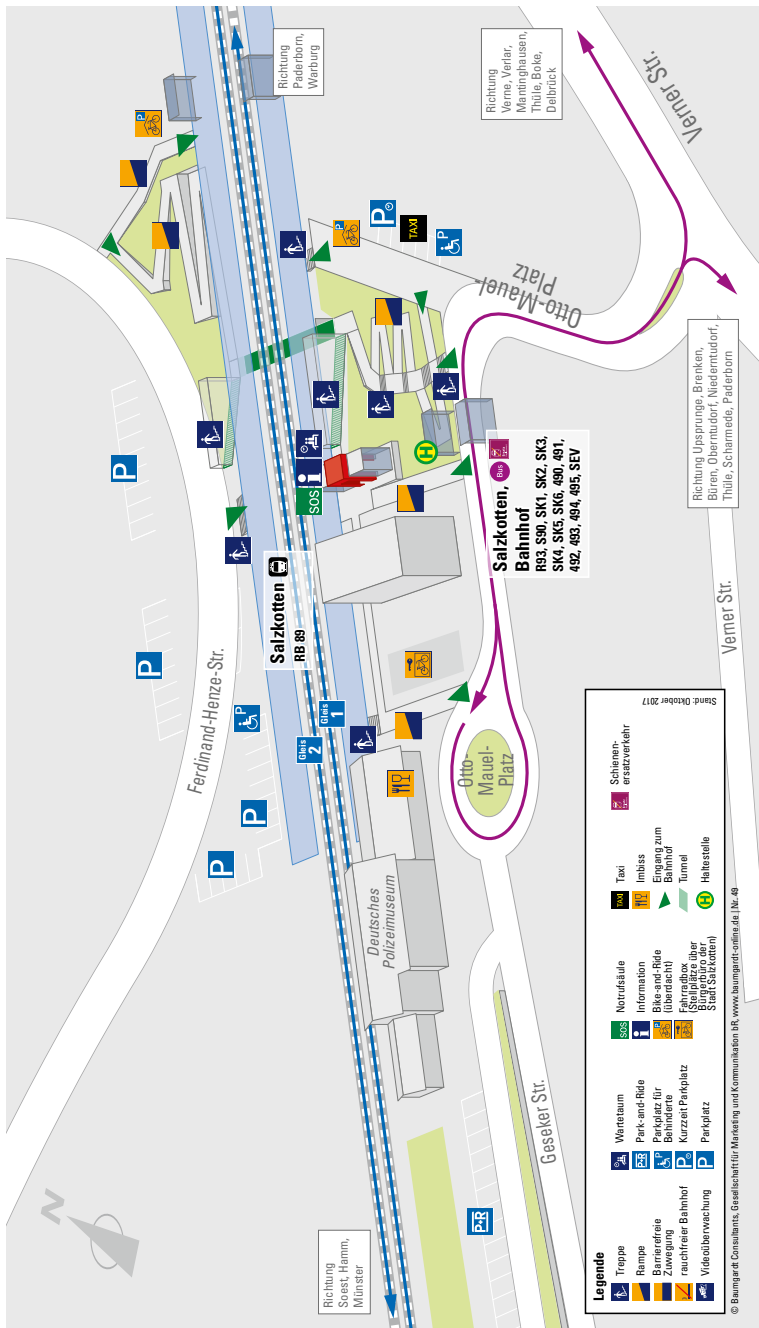 Richtung
Soest, Hamm,
Münster
N
Richtung
Paderborn,
Warburg
Richtung
Verne, Verlar,
Mantinghausen,
Thüle, Boke,
Delbrück
Richtung Upsprunge, Brenken,
Büren, Oberntudorf, Niederntudorf,
Thüle, Scharmede, Paderborn
Ferdinand-Henze-Str.
Verner Str.
Verner Str.
Geseker Str.
Otto-Mauel-
Platz
Otto-
Mauel-
Platz
Deutsches
Polizeimuseum
Salzkotten
RB 89
Gleis
2
Gleis
1
Salzkotten,
Bahnhof
Bus
R93, S90, SK1, SK2, SK3,
SK4, SK5, SK6, 490, 491,
492, 493, 494, 495, SEV
P
P
P
P
P
P
P
P
P
TAXI
SOS
i
H
P+R
Legende
Treppe
Rampe
Barrierefreie
Zuwegung
rauchfreier Bahnhof
Videoüberwachung
Wartetaum
P+R
Park-and-Ride
P
Parkplatz für
Behinderte
P
Kurzzeit Parkplatz
P
Parkplatz
SOS
Notrufsäule
i
Information
P
Bike-and-Ride
(überdacht)
Fahrradbox
(Stellplätze über
Bürgerbüro der
Stadt Salzkotten)
TAXI
Taxi
Imbiss
Eingang zum
Bahnhof
Tunnel
H
Haltestelle
Schienen-
ersatzverkehr
Stand: Oktober 2017
© Baumgardt Consultants, Gesellschaft für Marketing und Kommunikation bR, www.baumgardt-online.de | Nr. 49